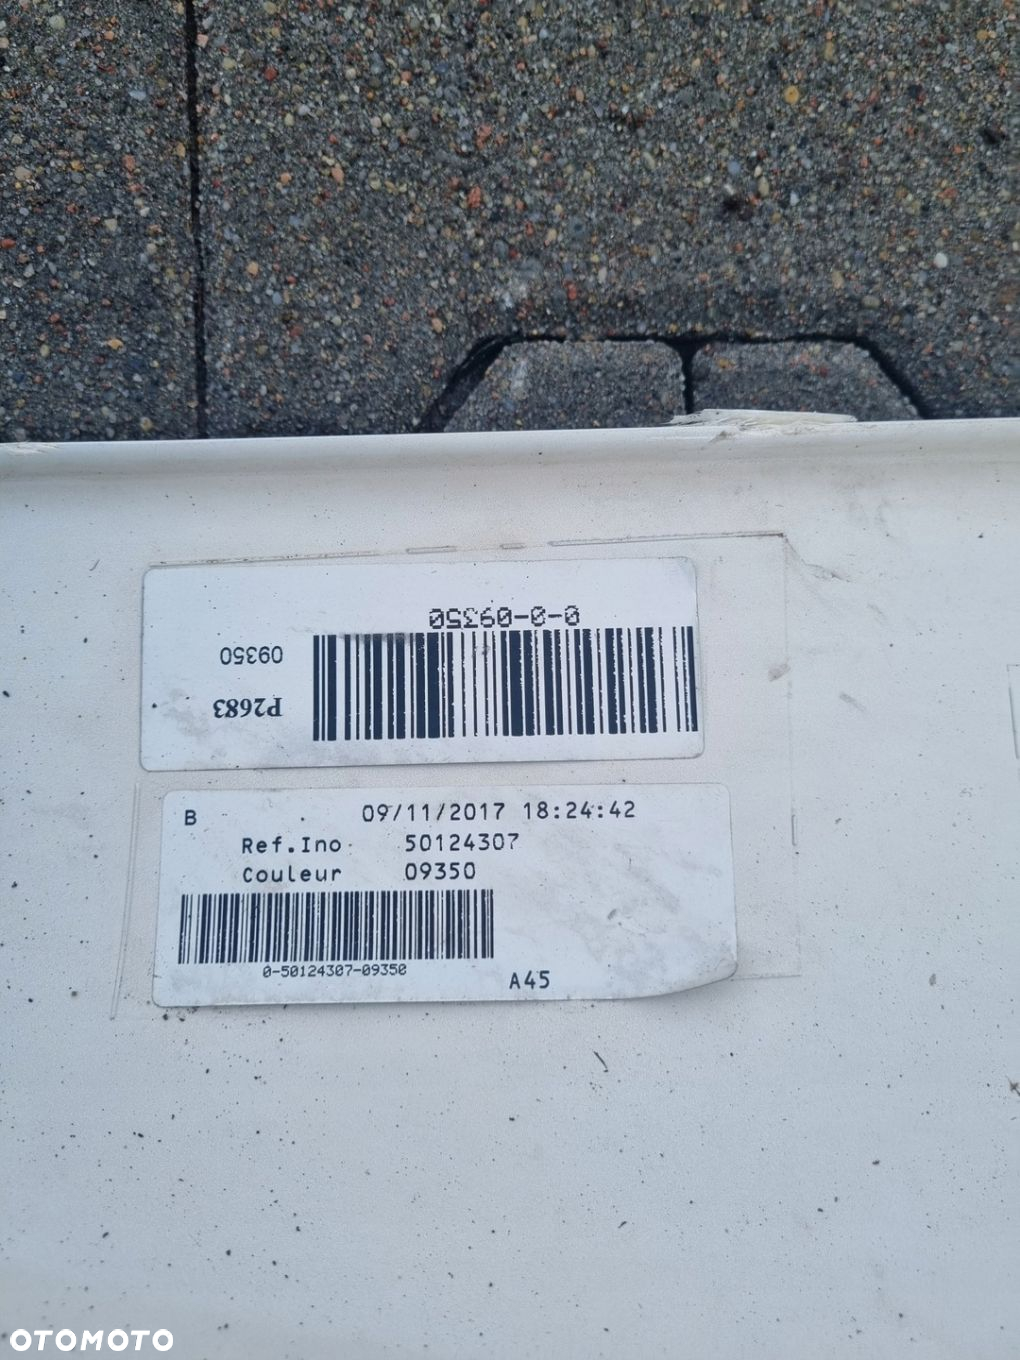 0-0-09350
09350
P2683
B 09/11/2017 18:24:42
Ref.Ino 50124307
Couleur 09350
0-50124307-09350
A45
OTOMOTO